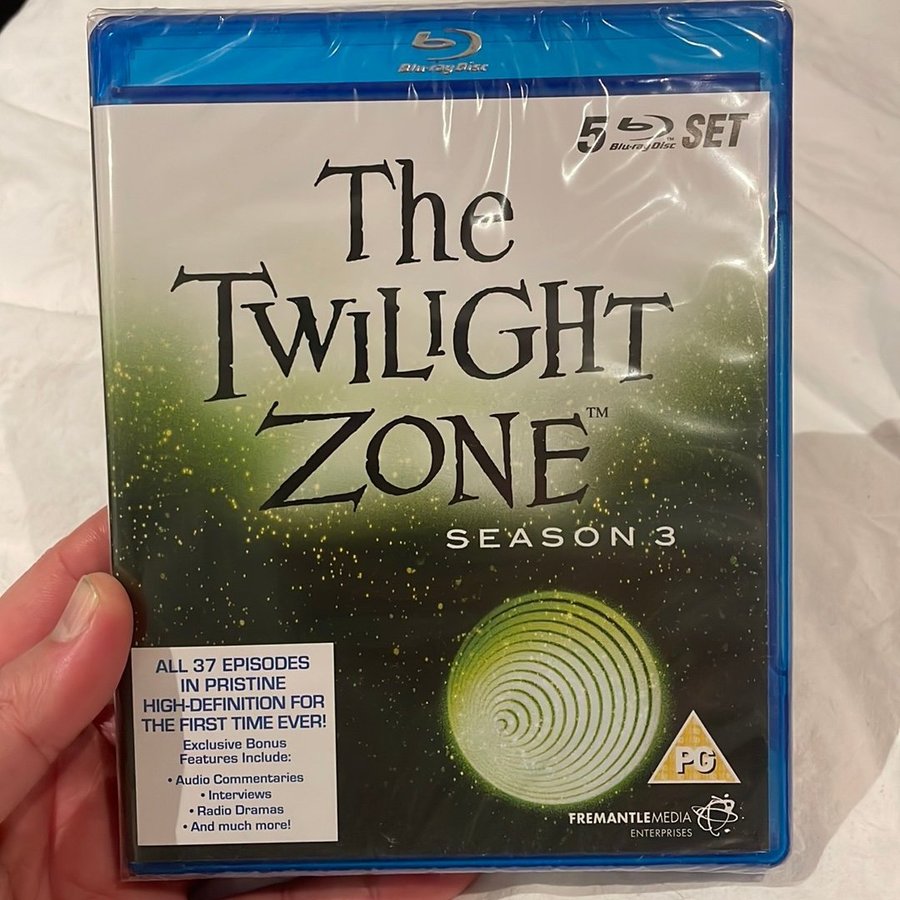 Blu-ray Disc
5 Blu-ray Disc™ SET
The
TWiLiGHT
ZONE™
SEASON 3
ALL 37 EPISODES
IN PRISTINE
HIGH-DEFINITION FOR
THE FIRST TIME EVER!
Exclusive Bonus
Features Include:
• Audio Commentaries
• Interviews
• Radio Dramas
• And much more!
PG
FREMANTLEMEDIA
ENTERPRISES